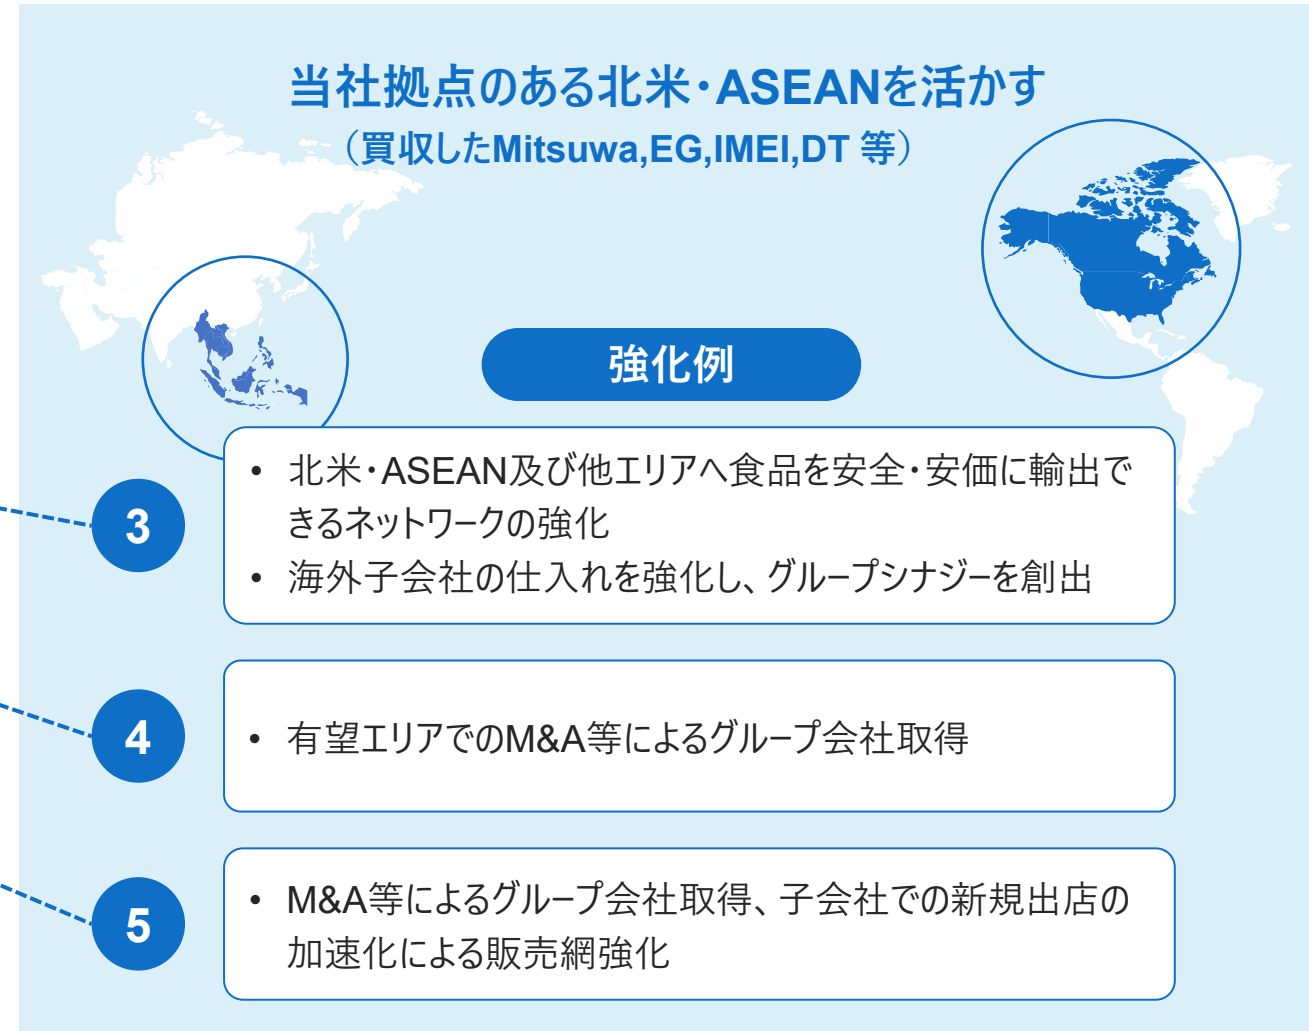 当社拠点のある北米・ASEANを活かす
（買収したMitsuwa,EG,IMEI,DT 等）
強化例
3
• 北米・ASEAN及び他エリアへ食品を安全・安価に輸出で
きるネットワークの強化
• 海外子会社の仕入れを強化し、グループシナジーを創出
4
• 有望エリアでのM&A等によるグループ会社取得
5
• M&A等によるグループ会社取得、子会社での新規出店の
加速化による販売網強化